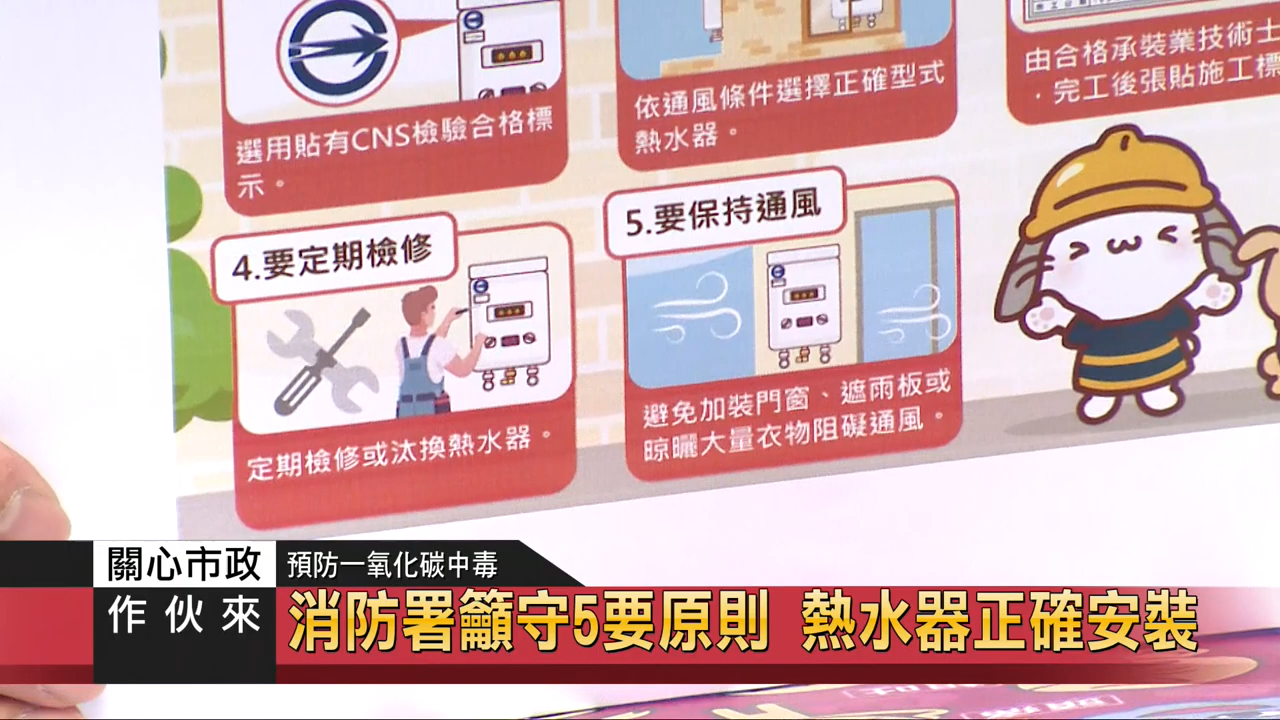 選用貼有CNS檢驗合格標
示。
依通風條件選擇正確型式
熱水器。
由合格承裝業技術士
．完工後張貼施工標
4.要定期檢修
定期檢修或汰換熱水器。
5.要保持通風
避免加裝門窗、遮雨板或
晾曬大量衣物阻礙通風。
關心市政
作伙來
預防一氧化碳中毒
消防署籲守5要原則 熱水器正確安裝